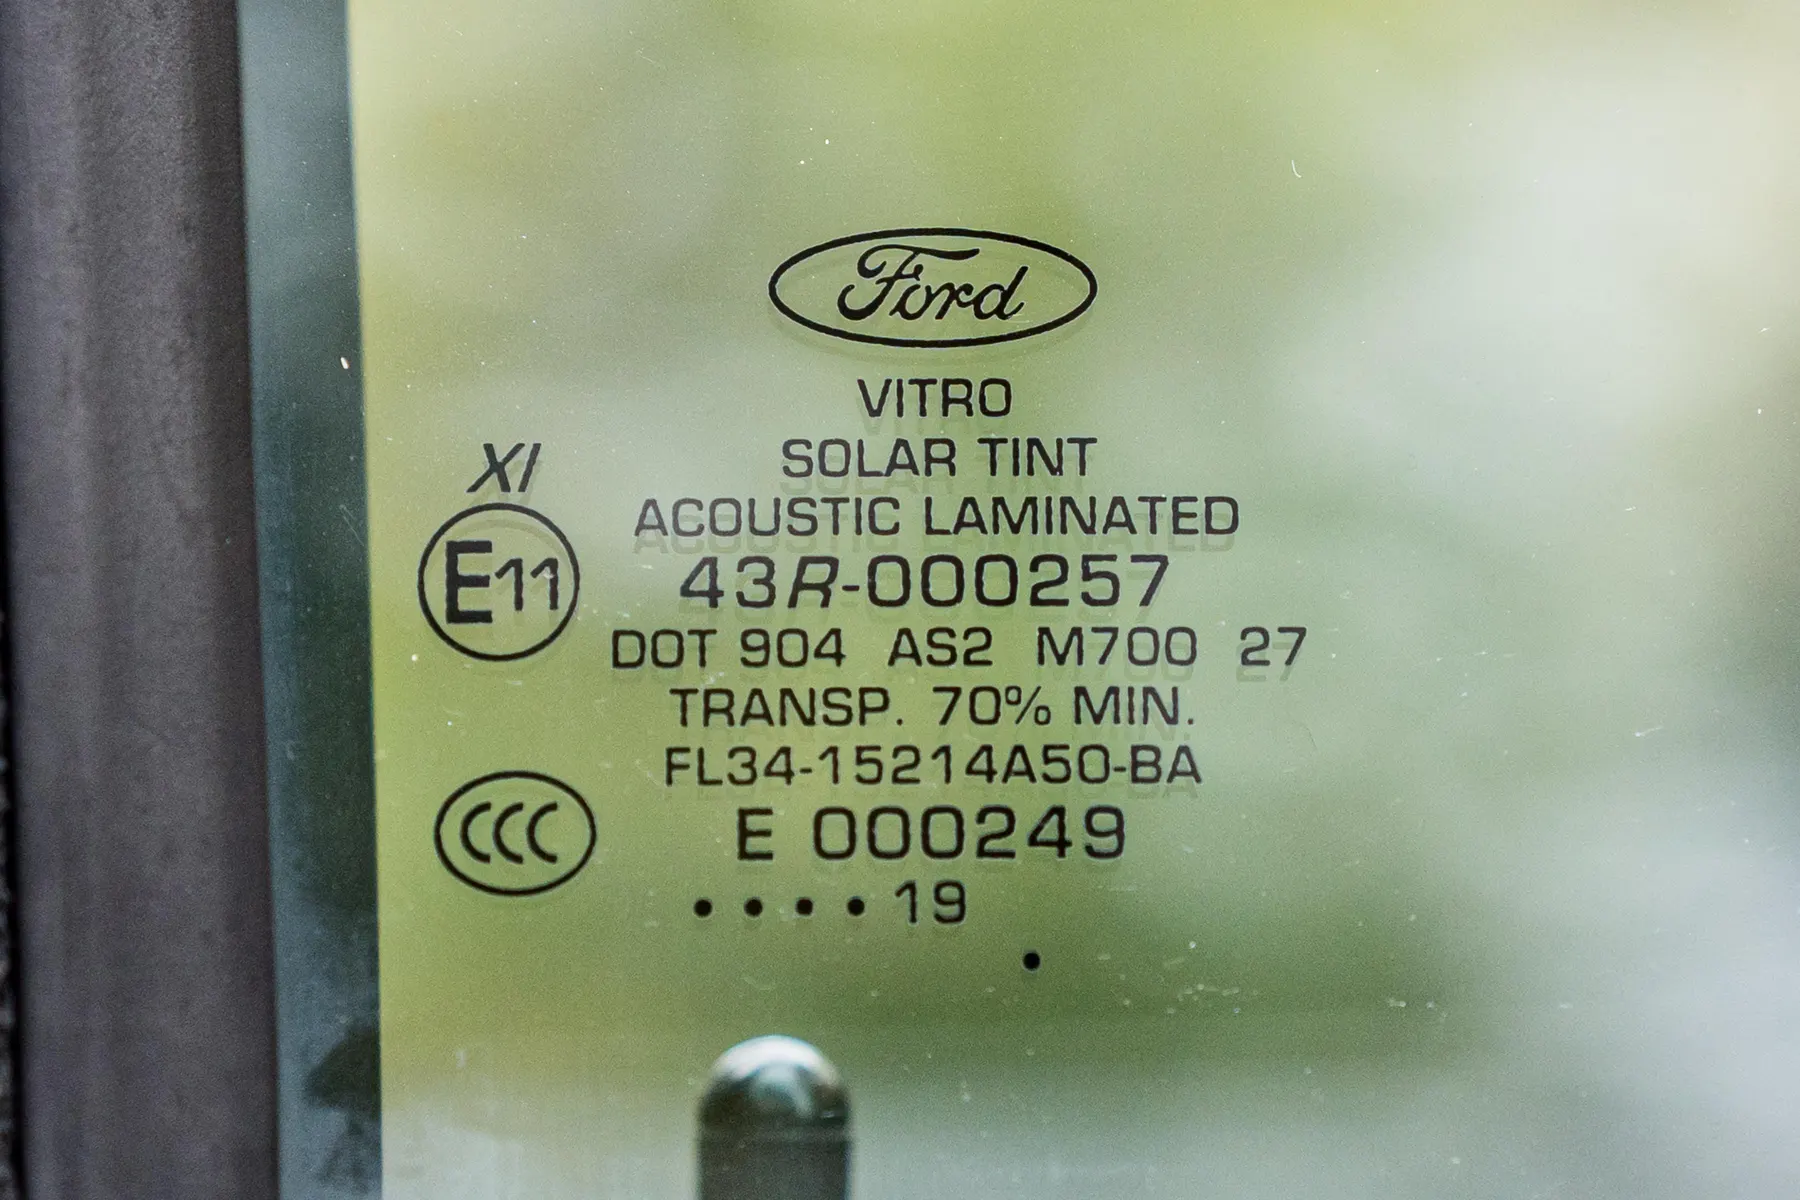 Ford
VITRO
SOLAR TINT
XI
ACOUSTIC LAMINATED
E11
43R-000257
DOT 904 AS2 M700 27
TRANSP. 70% MIN.
FL34-15214A50-BA
CCC
E 000249
• • • • 19
•